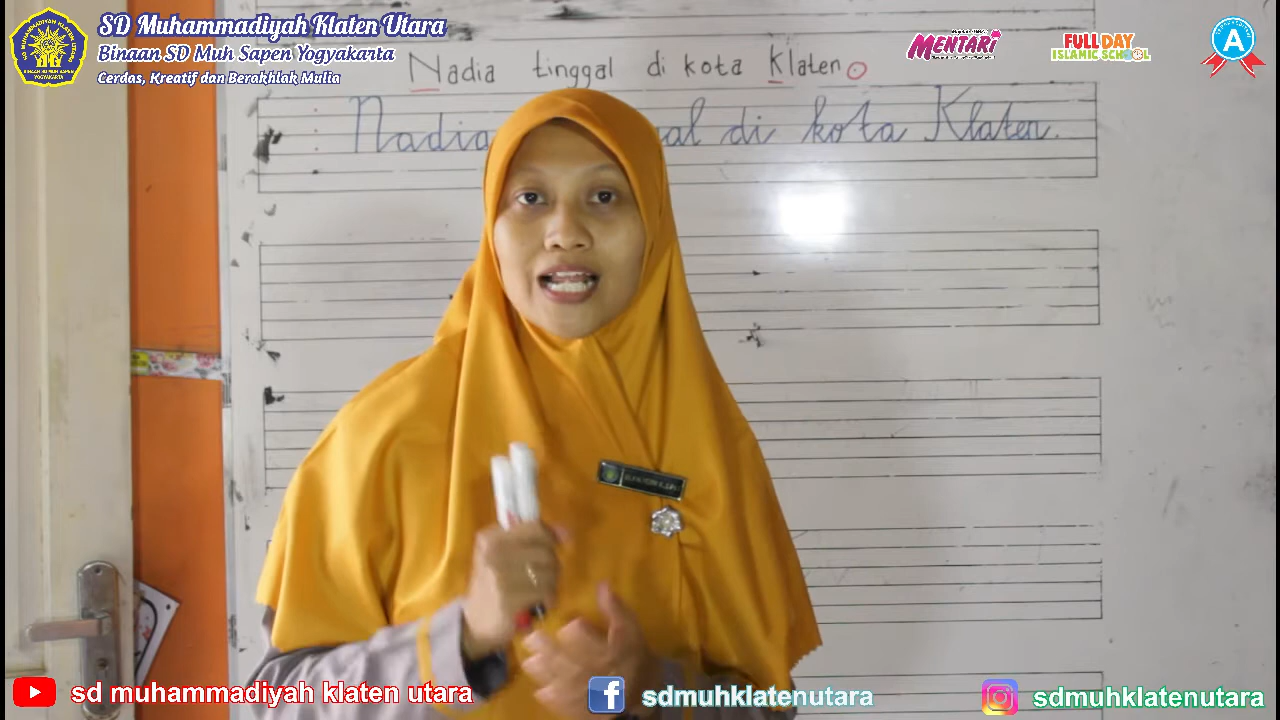 SD Muhammadiyah Klaten Utara
Binaan SD Muh Sapen Yogyakarta
Cerdas, Kreatif dan Berakhlak Mulia
MENTARI
FULL DAY
ISLAMIC SCHOOL
A
Nadia tinggal di kota Klaten.
Nadia al di kota Klaten.
sd muhammadiyah klaten utara
sdmuhklatenutara
sdmuhklatenutara